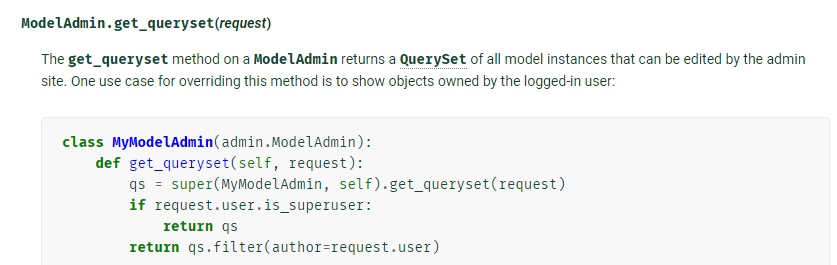 ModelAdmin.get_queryset(request)
The get_queryset method on a ModelAdmin returns a QuerySet of all model instances that can be edited by the admin
site. One use case for overriding this method is to show objects owned by the logged-in user:
class MyModelAdmin(admin.ModelAdmin):
    def get_queryset(self, request):
        qs = super(MyModelAdmin, self).get_queryset(request)
        if request.user.is_superuser:
            return qs
        return qs.filter(author=request.user)